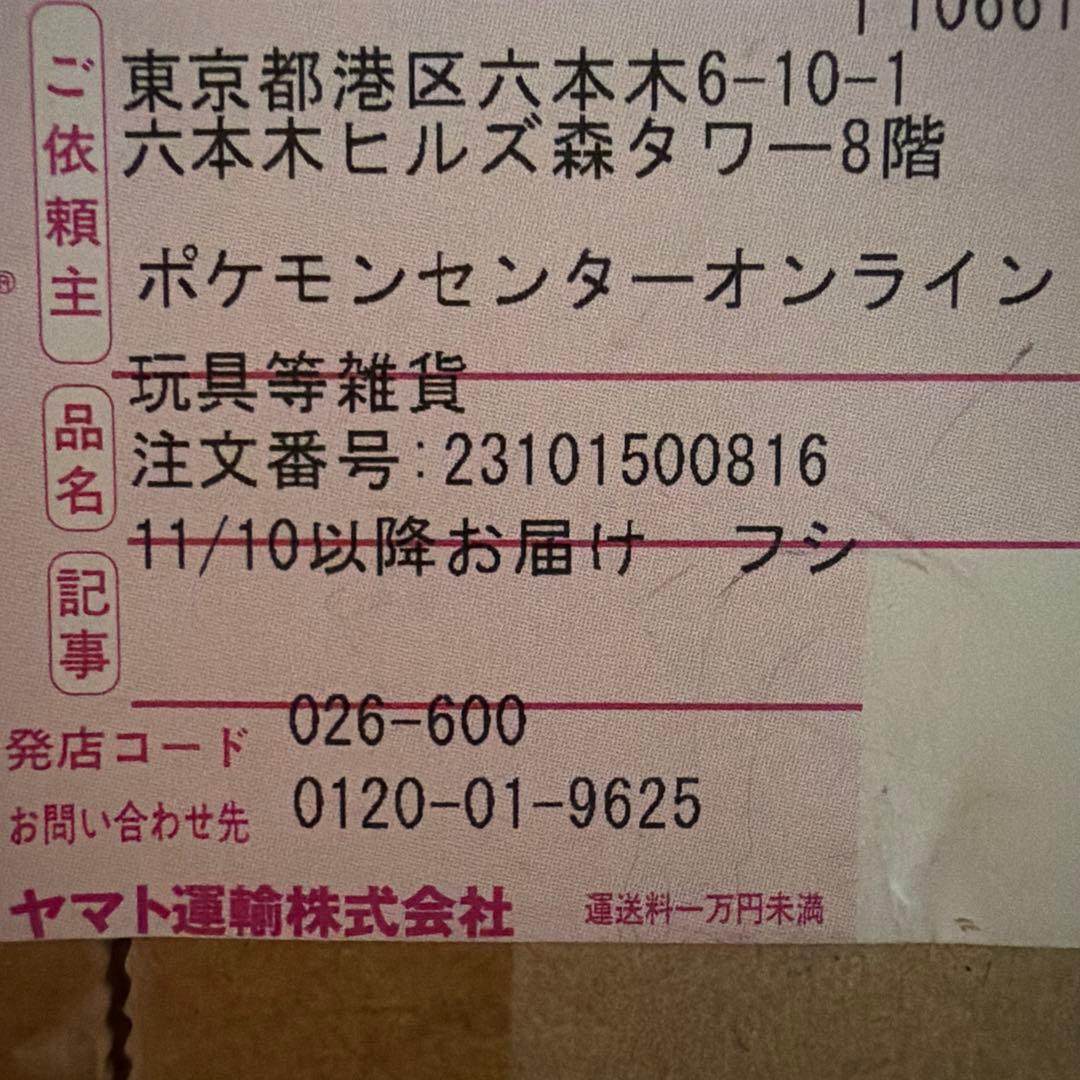 ご依頼主
東京都港区六本木6-10-1
六本木ヒルズ森タワー8階
ポケモンセンターオンライン
®
品名
玩具等雑貨
注文番号:23101500816
記事
11/10以降お届け フシ
発店コード 026-600
お問い合わせ先 0120-01-9625
ヤマト運輸株式会社 運送料一万円未満